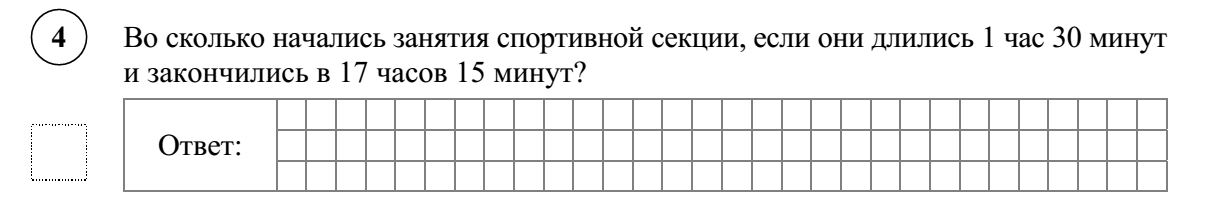 4
Во сколько начались занятия спортивной секции, если они длились 1 час 30 минут
и закончились в 17 часов 15 минут?
Ответ: